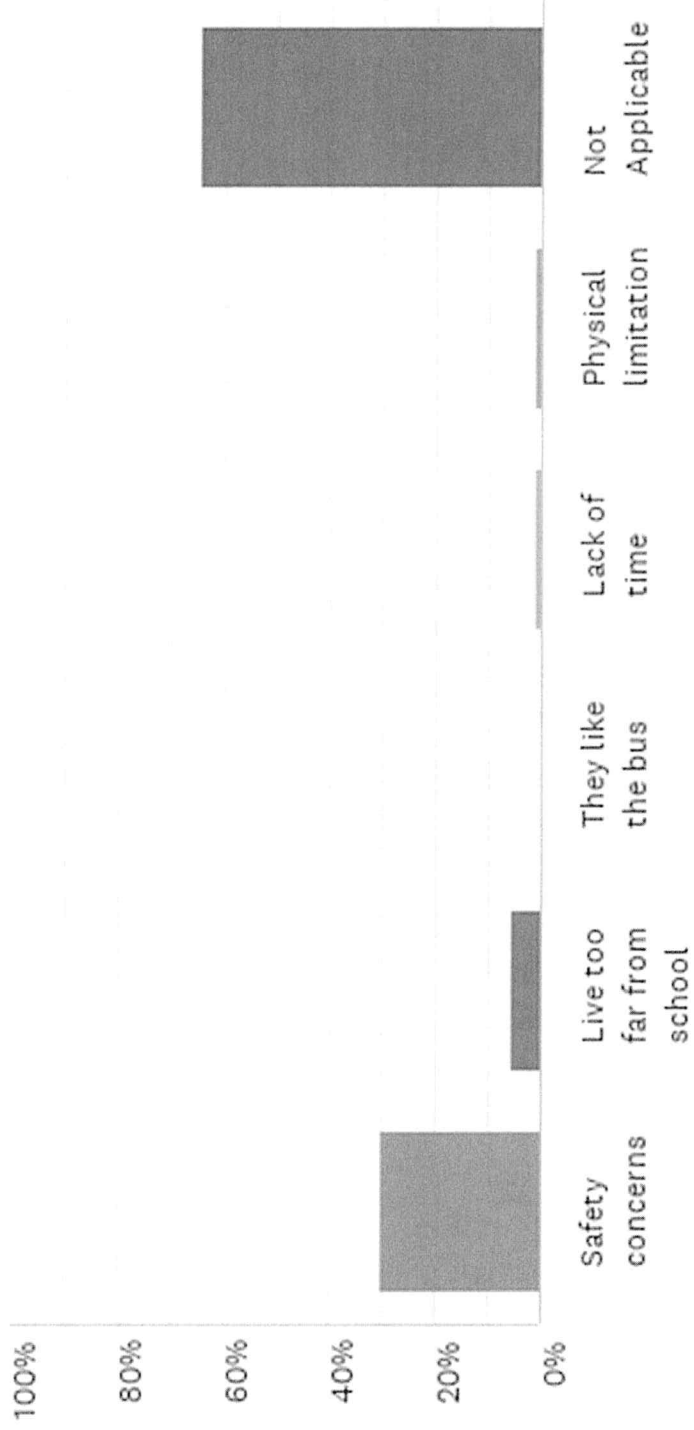 100%
80%
60%
40%
20%
0%
Safety
concerns
Live too
far from
school
They like
the bus
Lack of
time
Physical
limitation
Not
Applicable